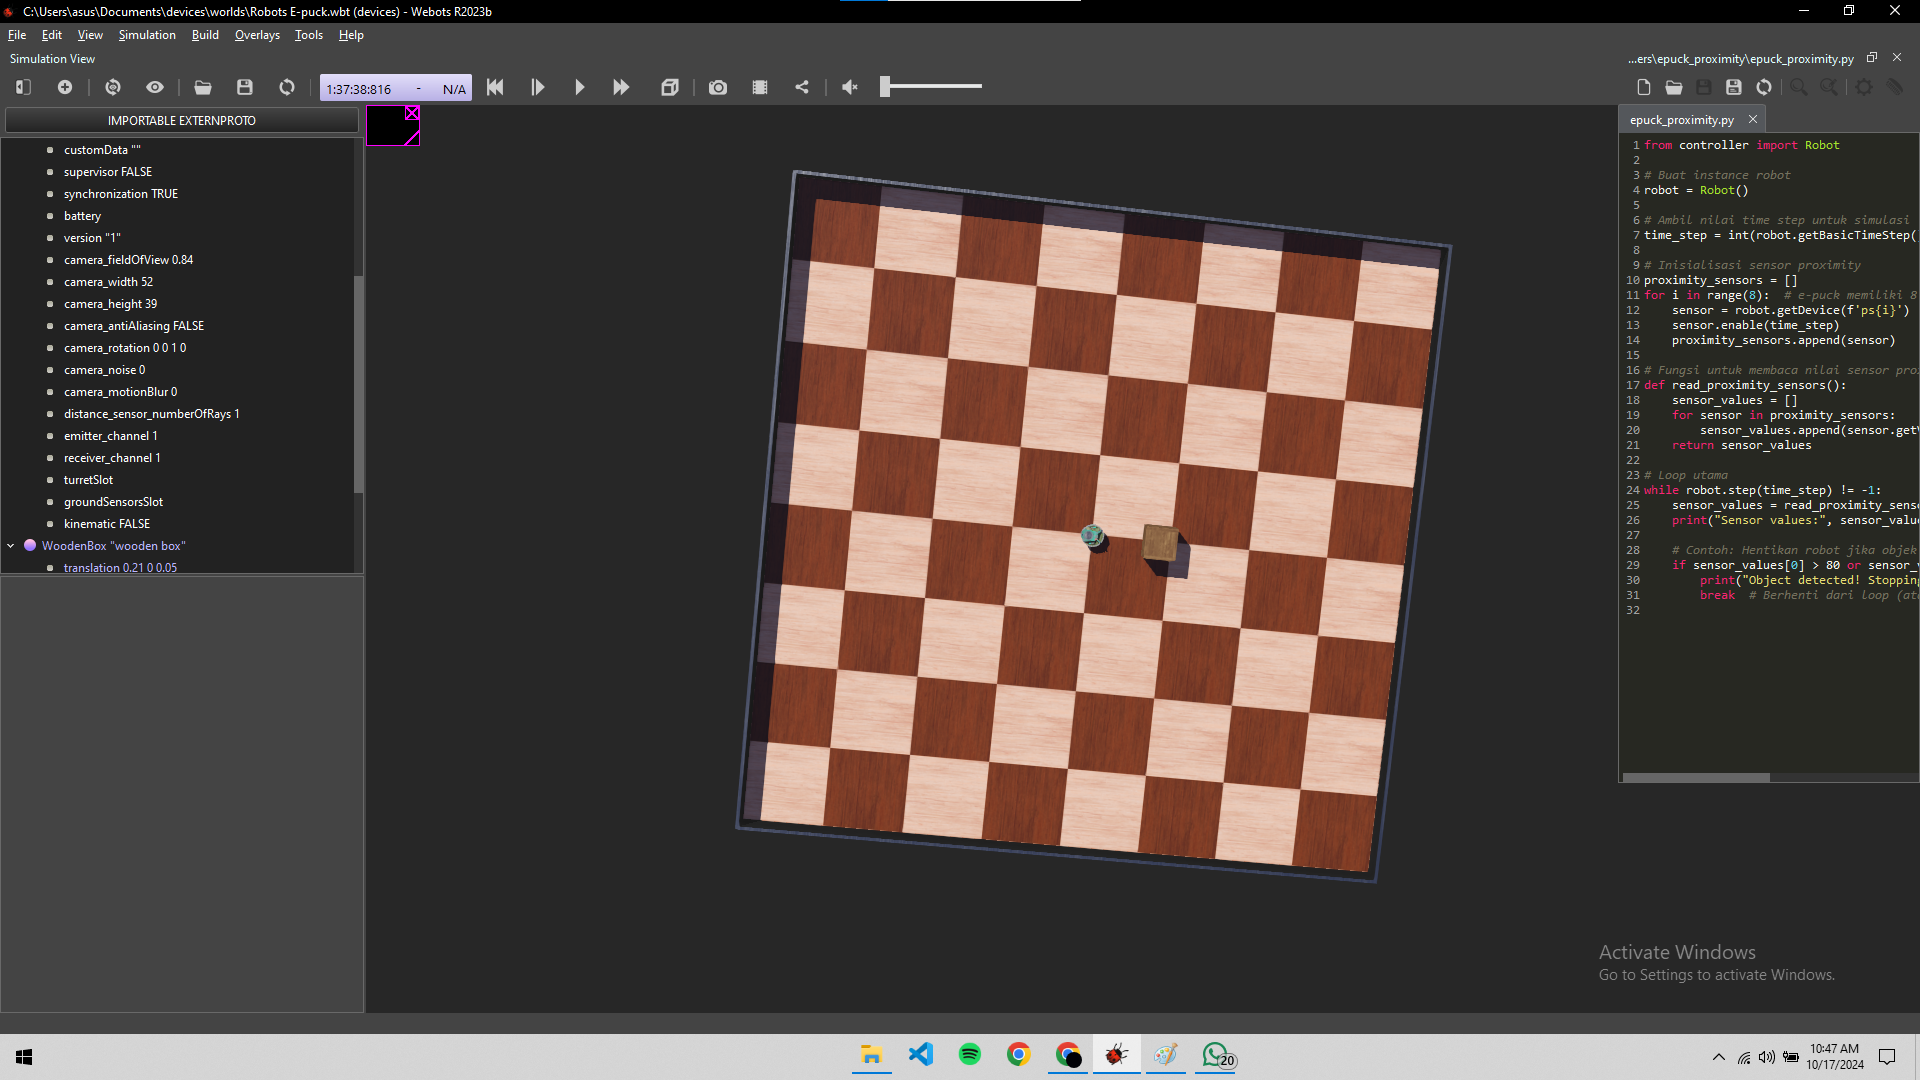 C:\Users\asus\Documents\devices\worlds\Robots E-puck.wbt (devices) - Webots R2023b
File Edit View Simulation Build Overlays Tools Help
Simulation View
...ers\epuck_proximity\epuck_proximity.py
1:37:38:816 - N/A
IMPORTABLE EXTERNPROTO
customData ""
supervisor FALSE
synchronization TRUE
battery
version "1"
camera_fieldOfView 0.84
camera_width 52
camera_height 39
camera_antiAliasing FALSE
camera_rotation 0 0 1 0
camera_noise 0
camera_motionBlur 0
distance_sensor_numberOfRays 1
emitter_channel 1
receiver_channel 1
turretSlot
groundSensorsSlot
kinematic FALSE
WoodenBox "wooden box"
translation 0.21 0 0.05
epuck_proximity.py
1 from controller import Robot
2
3 # Buat instance robot
4 robot = Robot()
5
6 # Ambil nilai time step untuk simulasi
7 time_step = int(robot.getBasicTimeStep(
8
9 # Inisialisasi sensor proximity
10 proximity_sensors = []
11 for i in range(8):  # e-puck memiliki 8
12     sensor = robot.getDevice(f'ps{i}')
13     sensor.enable(time_step)
14     proximity_sensors.append(sensor)
15
16 # Fungsi untuk membaca nilai sensor pro
17 def read_proximity_sensors():
18     sensor_values = []
19     for sensor in proximity_sensors:
20         sensor_values.append(sensor.get
21     return sensor_values
22
23 # Loop utama
24 while robot.step(time_step) != -1:
25     sensor_values = read_proximity_senso
26     print("Sensor values:", sensor_value
27
28     # Contoh: Hentikan robot jika objek
29     if sensor_values[0] > 80 or sensor_v
30         print("Object detected! Stopping
31         break  # Berhenti dari loop (ata
32
Activate Windows
Go to Settings to activate Windows.
20
10:47 AM
10/17/2024